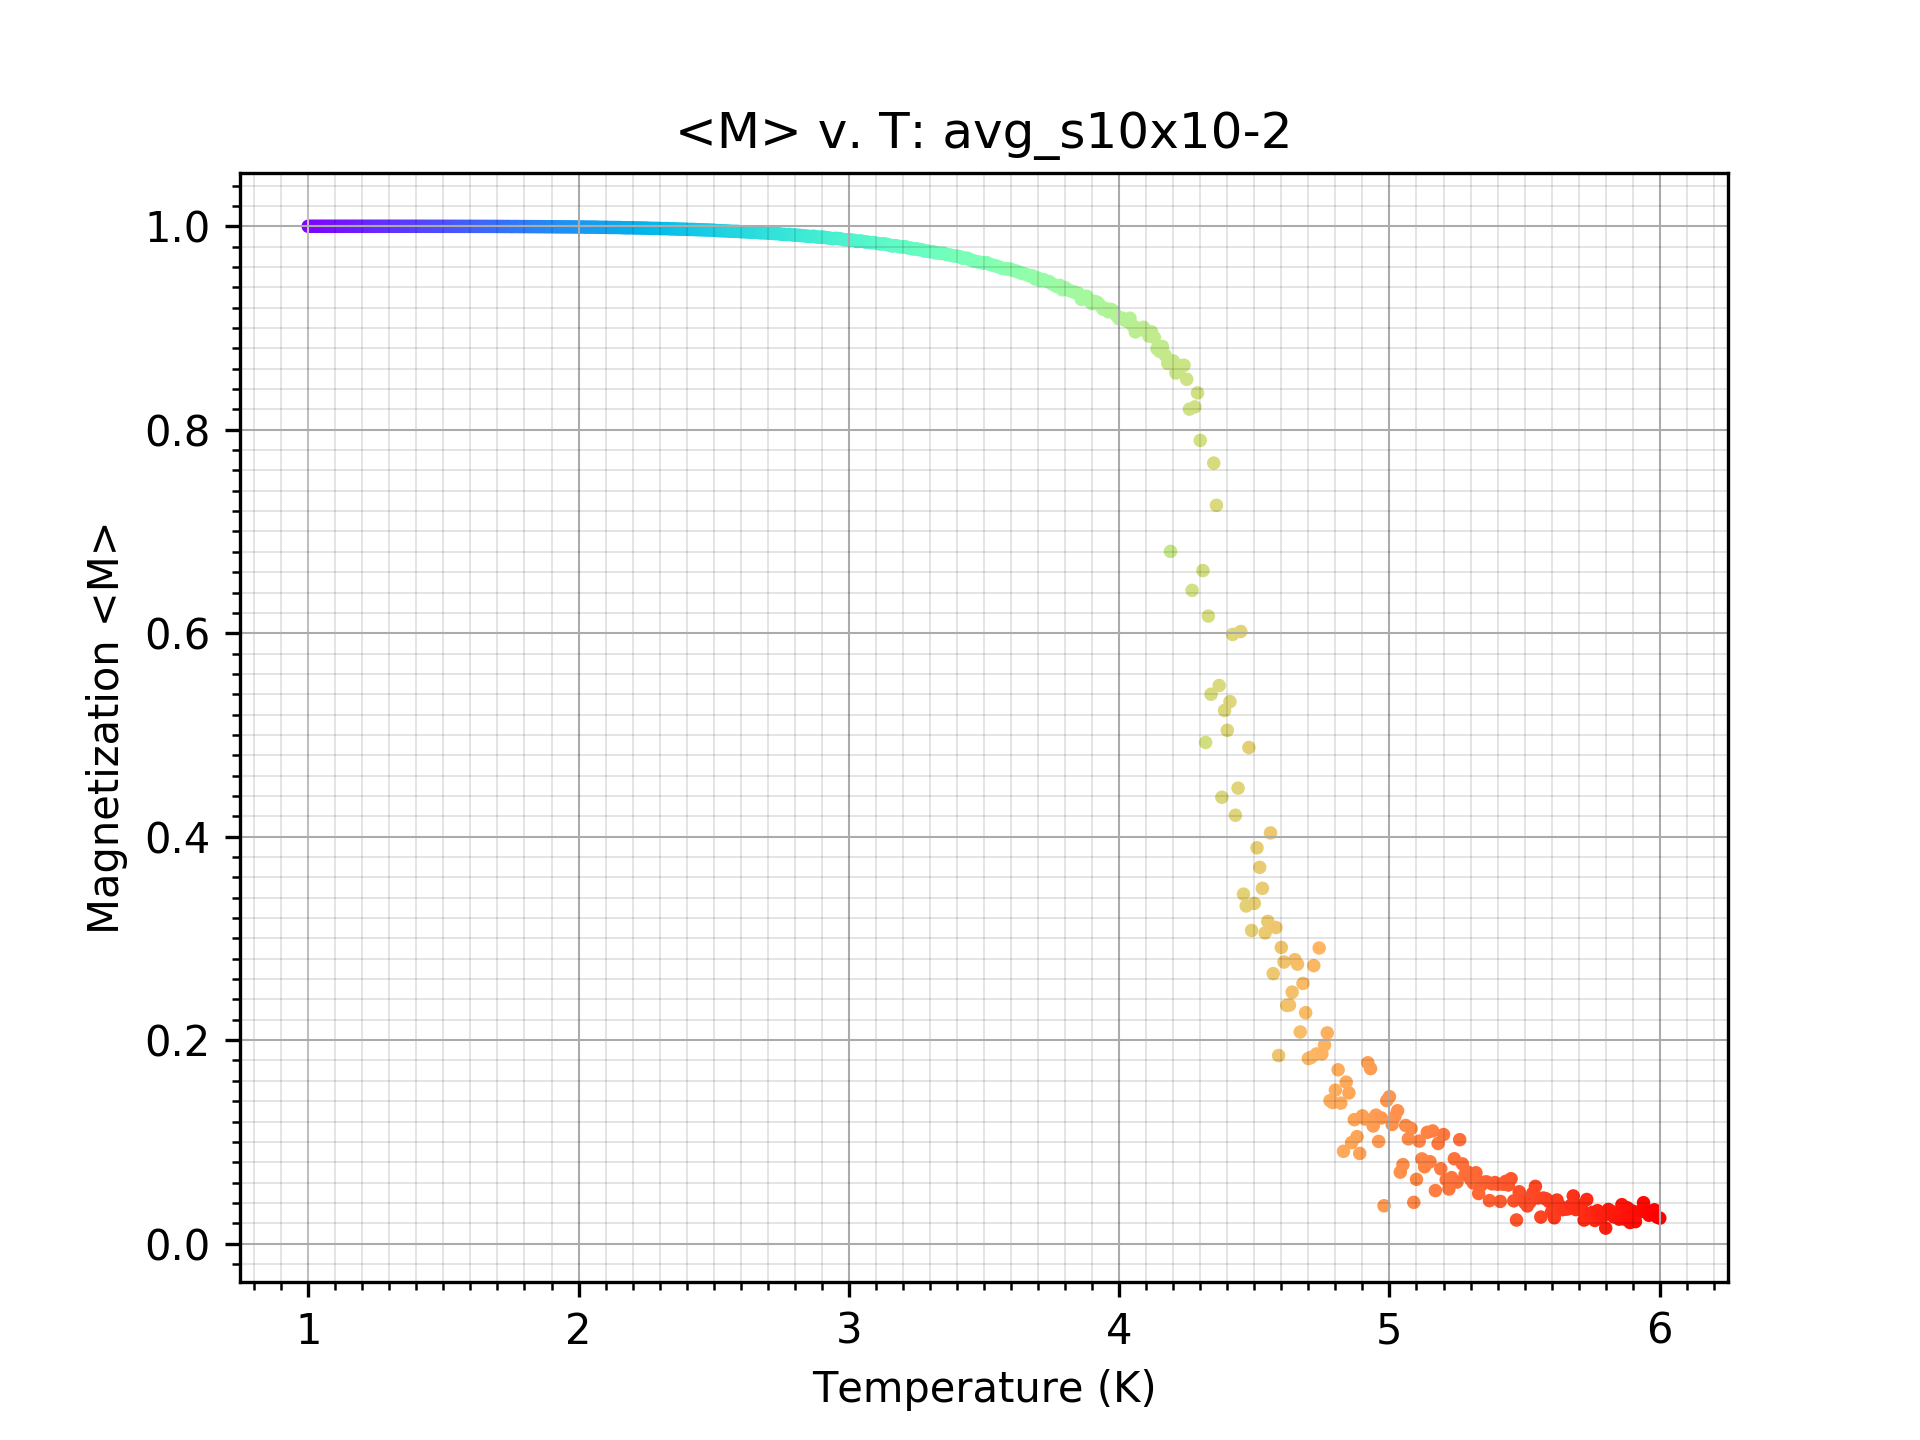 <M> v. T: avg_s10x10-2
Magnetization <M>
1.0
0.8
0.6
0.4
0.2
0.0
1 2 3 4 5 6
Temperature (K)